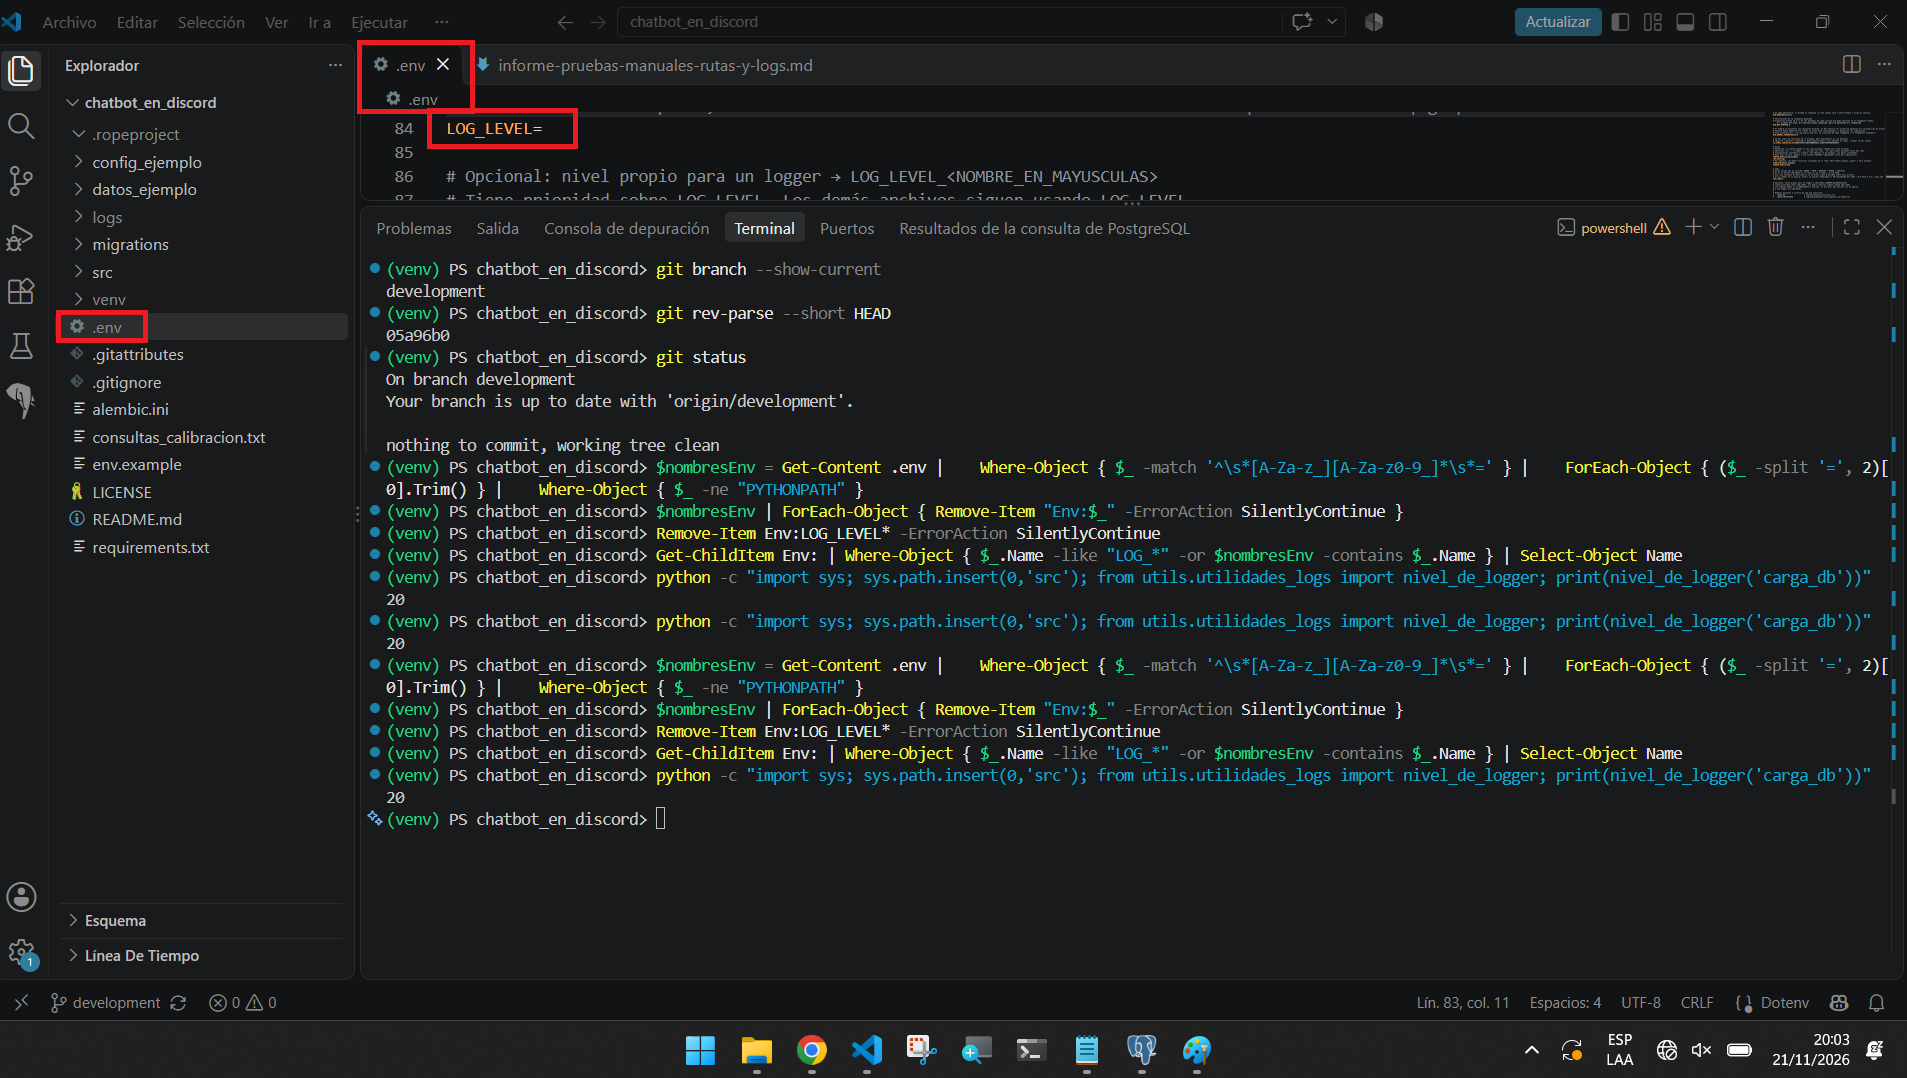 Archivo Editar Selección Ver Ir a Ejecutar ···
chatbot_en_discord
Actualizar
Explorador
chatbot_en_discord
.ropeproject
config_ejemplo
datos_ejemplo
logs
migrations
src
venv
.env
.gitattributes
.gitignore
alembic.ini
consultas_calibracion.txt
env.example
LICENSE
README.md
requirements.txt
Esquema
Línea De Tiempo
1
.env
informe-pruebas-manuales-rutas-y-logs.md
.env
84 LOG_LEVEL=
85
86 # Opcional: nivel propio para un logger → LOG_LEVEL_<NOMBRE_EN_MAYUSCULAS>
87 # Tiene prioridad sobre LOG_LEVEL. Los demás archivos siguen usando LOG_LEVEL
Problemas Salida Consola de depuración Terminal Puertos Resultados de la consulta de PostgreSQL
powershell
(venv) PS chatbot_en_discord> git branch --show-current
development
(venv) PS chatbot_en_discord> git rev-parse --short HEAD
05a96b0
(venv) PS chatbot_en_discord> git status
On branch development
Your branch is up to date with 'origin/development'.
nothing to commit, working tree clean
(venv) PS chatbot_en_discord> $nombresEnv = Get-Content .env |    Where-Object { $_ -match '^\s*[A-Za-z_][A-Za-z0-9_]*\s*=' } |    ForEach-Object { ($_ -split '=', 2)[
0].Trim() } |    Where-Object { $_ -ne "PYTHONPATH" }
(venv) PS chatbot_en_discord> $nombresEnv | ForEach-Object { Remove-Item "Env:$_" -ErrorAction SilentlyContinue }
(venv) PS chatbot_en_discord> Remove-Item Env:LOG_LEVEL* -ErrorAction SilentlyContinue
(venv) PS chatbot_en_discord> Get-ChildItem Env: | Where-Object { $_.Name -like "LOG_*" -or $nombresEnv -contains $_.Name } | Select-Object Name
(venv) PS chatbot_en_discord> python -c "import sys; sys.path.insert(0,'src'); from utils.utilidades_logs import nivel_de_logger; print(nivel_de_logger('carga_db'))"
20
(venv) PS chatbot_en_discord> python -c "import sys; sys.path.insert(0,'src'); from utils.utilidades_logs import nivel_de_logger; print(nivel_de_logger('carga_db'))"
20
(venv) PS chatbot_en_discord> $nombresEnv = Get-Content .env |    Where-Object { $_ -match '^\s*[A-Za-z_][A-Za-z0-9_]*\s*=' } |    ForEach-Object { ($_ -split '=', 2)[
0].Trim() } |    Where-Object { $_ -ne "PYTHONPATH" }
(venv) PS chatbot_en_discord> $nombresEnv | ForEach-Object { Remove-Item "Env:$_" -ErrorAction SilentlyContinue }
(venv) PS chatbot_en_discord> Remove-Item Env:LOG_LEVEL* -ErrorAction SilentlyContinue
(venv) PS chatbot_en_discord> Get-ChildItem Env: | Where-Object { $_.Name -like "LOG_*" -or $nombresEnv -contains $_.Name } | Select-Object Name
(venv) PS chatbot_en_discord> python -c "import sys; sys.path.insert(0,'src'); from utils.utilidades_logs import nivel_de_logger; print(nivel_de_logger('carga_db'))"
20
(venv) PS chatbot_en_discord>
development 0 0
Lín. 83, col. 11 Espacios: 4 UTF-8 CRLF Dotenv
ESP
LAA
20:03
21/11/2026